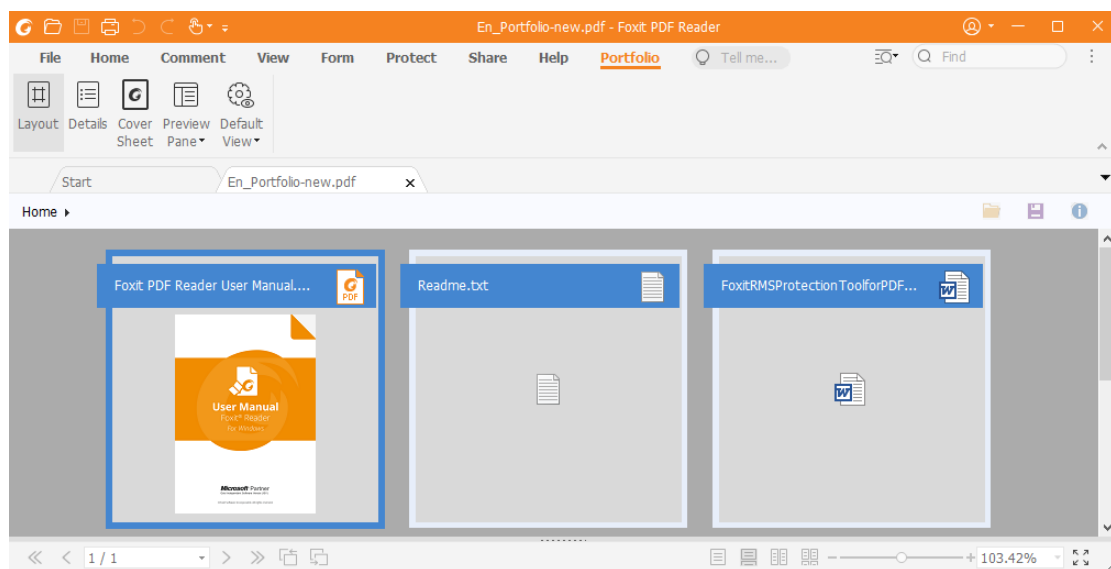 En_Portfolio-new.pdf - Foxit PDF Reader
File Home Comment View Form Protect Share Help Portfolio Tell me... Find
Layout Details Cover Sheet Preview Pane Default View
Start En_Portfolio-new.pdf x
Home
Foxit PDF Reader User Manual.... PDF Readme.txt FoxitRMSProtectionToolforPDF...
User Manual
Foxit® Reader
For Windows
Microsoft Partner
1 / 1 103.42%